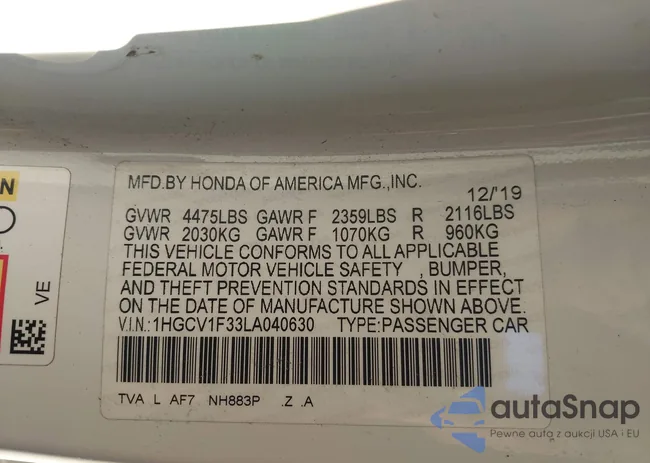 MFD.BY HONDA OF AMERICA MFG.,INC.
12/'19
GVWR 4475LBS GAWR F 2359LBS R 2116LBS
GVWR 2030KG GAWR F 1070KG R 960KG
THIS VEHICLE CONFORMS TO ALL APPLICABLE
FEDERAL MOTOR VEHICLE SAFETY , BUMPER,
AND THEFT PREVENTION STANDARDS IN EFFECT
ON THE DATE OF MANUFACTURE SHOWN ABOVE.
V.I.N.:1HGCV1F33LA040630 TYPE:PASSENGER CAR
TVA L AF7 NH883P .Z .A
N
VE
autaSnap
Pewne auta z aukcji USA i EU